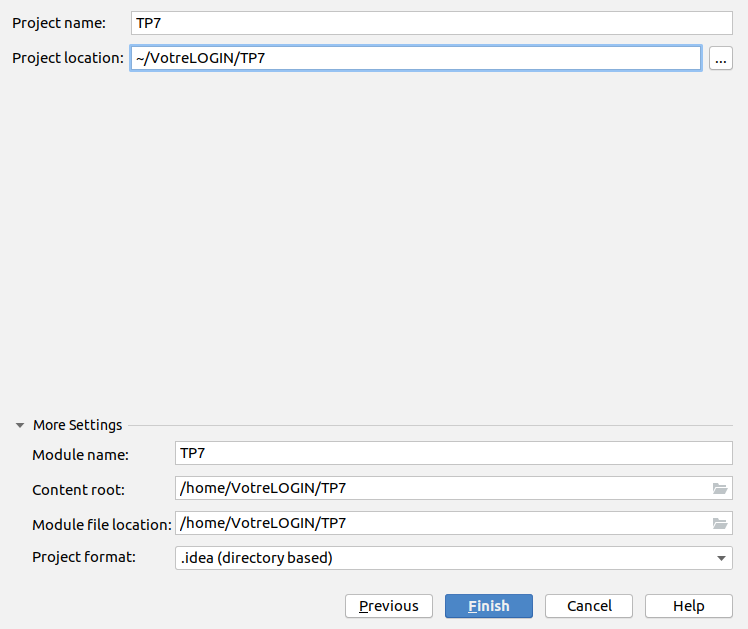 Project name: TP7
Project location: ~/VotreLOGIN/TP7 ...
More Settings
Module name: TP7
Content root: /home/VotreLOGIN/TP7
Module file location: /home/VotreLOGIN/TP7
Project format: .idea (directory based)
Previous Finish Cancel Help